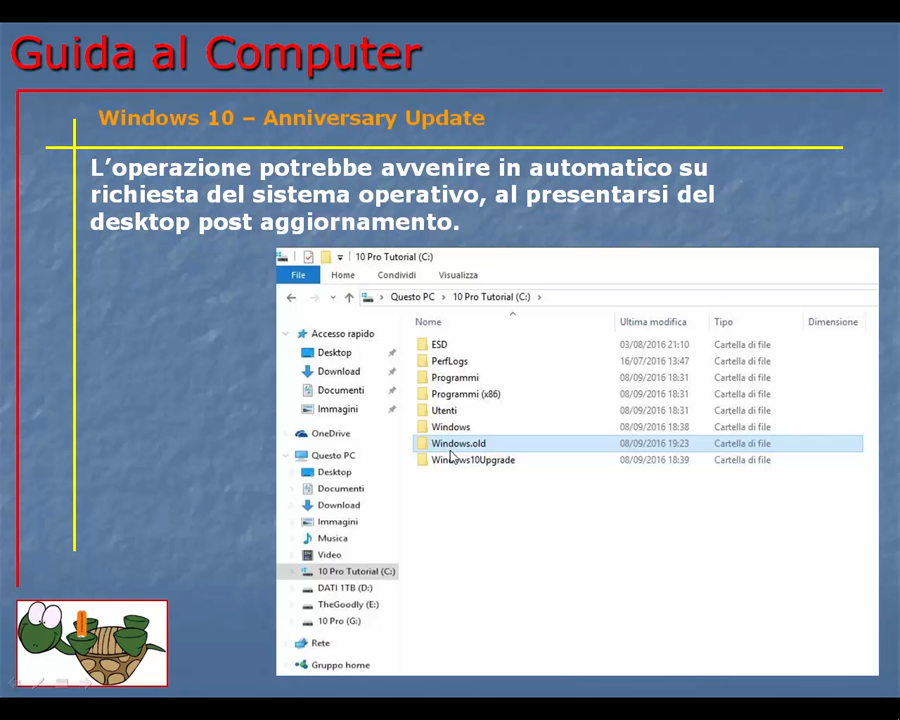 Guida al Computer
Windows 10 – Anniversary Update
L’operazione potrebbe avvenire in automatico su
richiesta del sistema operativo, al presentarsi del
desktop post aggiornamento.
10 Pro Tutorial (C:)
File Home Condividi Visualizza
Questo PC > 10 Pro Tutorial (C:) >
Nome Ultima modifica Tipo Dimensione
Accesso rapido
Desktop
Download
Documenti
Immagini
OneDrive
Questo PC
Desktop
Documenti
Download
Immagini
Musica
Video
10 Pro Tutorial (C:)
DATI 1TB (D:)
TheGoodly (E:)
10 Pro (G:)
Rete
Gruppo home
ESD 03/08/2016 21:10 Cartella di file
PerfLogs 16/07/2016 13:47 Cartella di file
Programmi 08/09/2016 18:31 Cartella di file
Programmi (x86) 08/09/2016 18:31 Cartella di file
Utenti 08/09/2016 18:31 Cartella di file
Windows 08/09/2016 18:38 Cartella di file
Windows.old 08/09/2016 19:23 Cartella di file
Windows10Upgrade 08/09/2016 18:39 Cartella di file